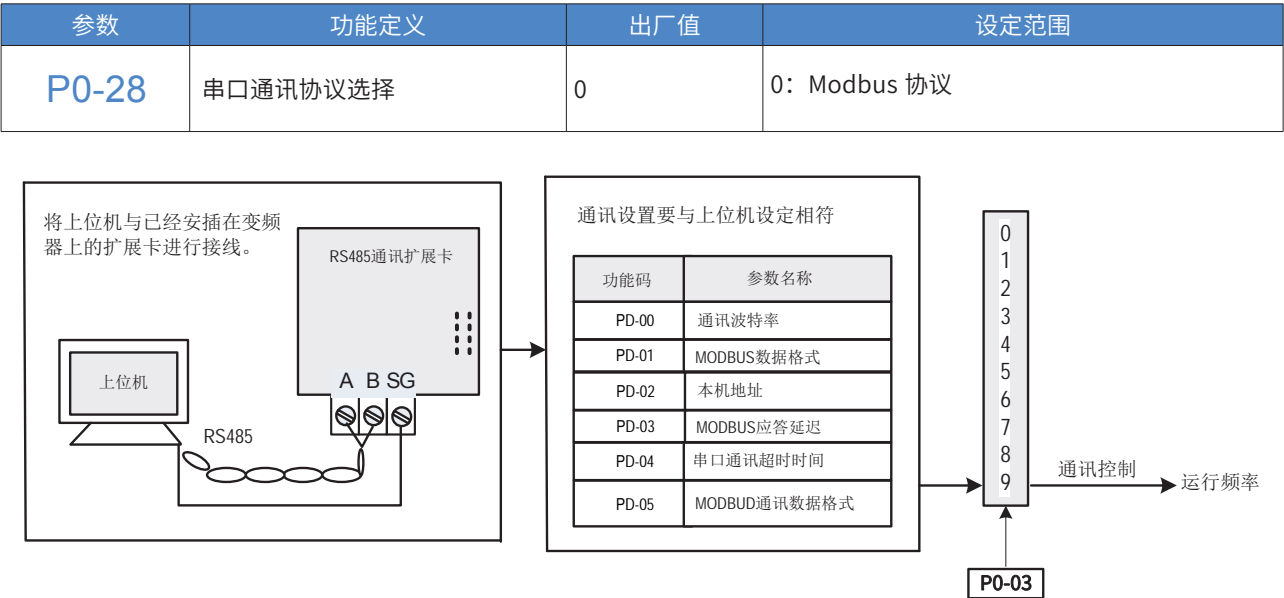 参数 功能定义 出厂值 设定范围
P0-28 串口通讯协议选择 0 0：Modbus 协议
将上位机与已经安插在变频
器上的扩展卡进行接线。
RS485通讯扩展卡
上位机
A B SG
RS485
通讯设置要与上位机设定相符
功能码 参数名称
PD-00 通讯波特率
PD-01 MODBUS数据格式
PD-02 本机地址
PD-03 MODBUS应答延迟
PD-04 串口通讯超时时间
PD-05 MODBUD通讯数据格式
0
1
2
3
4
5
6
7
8
9
通讯控制
运行频率
P0-03